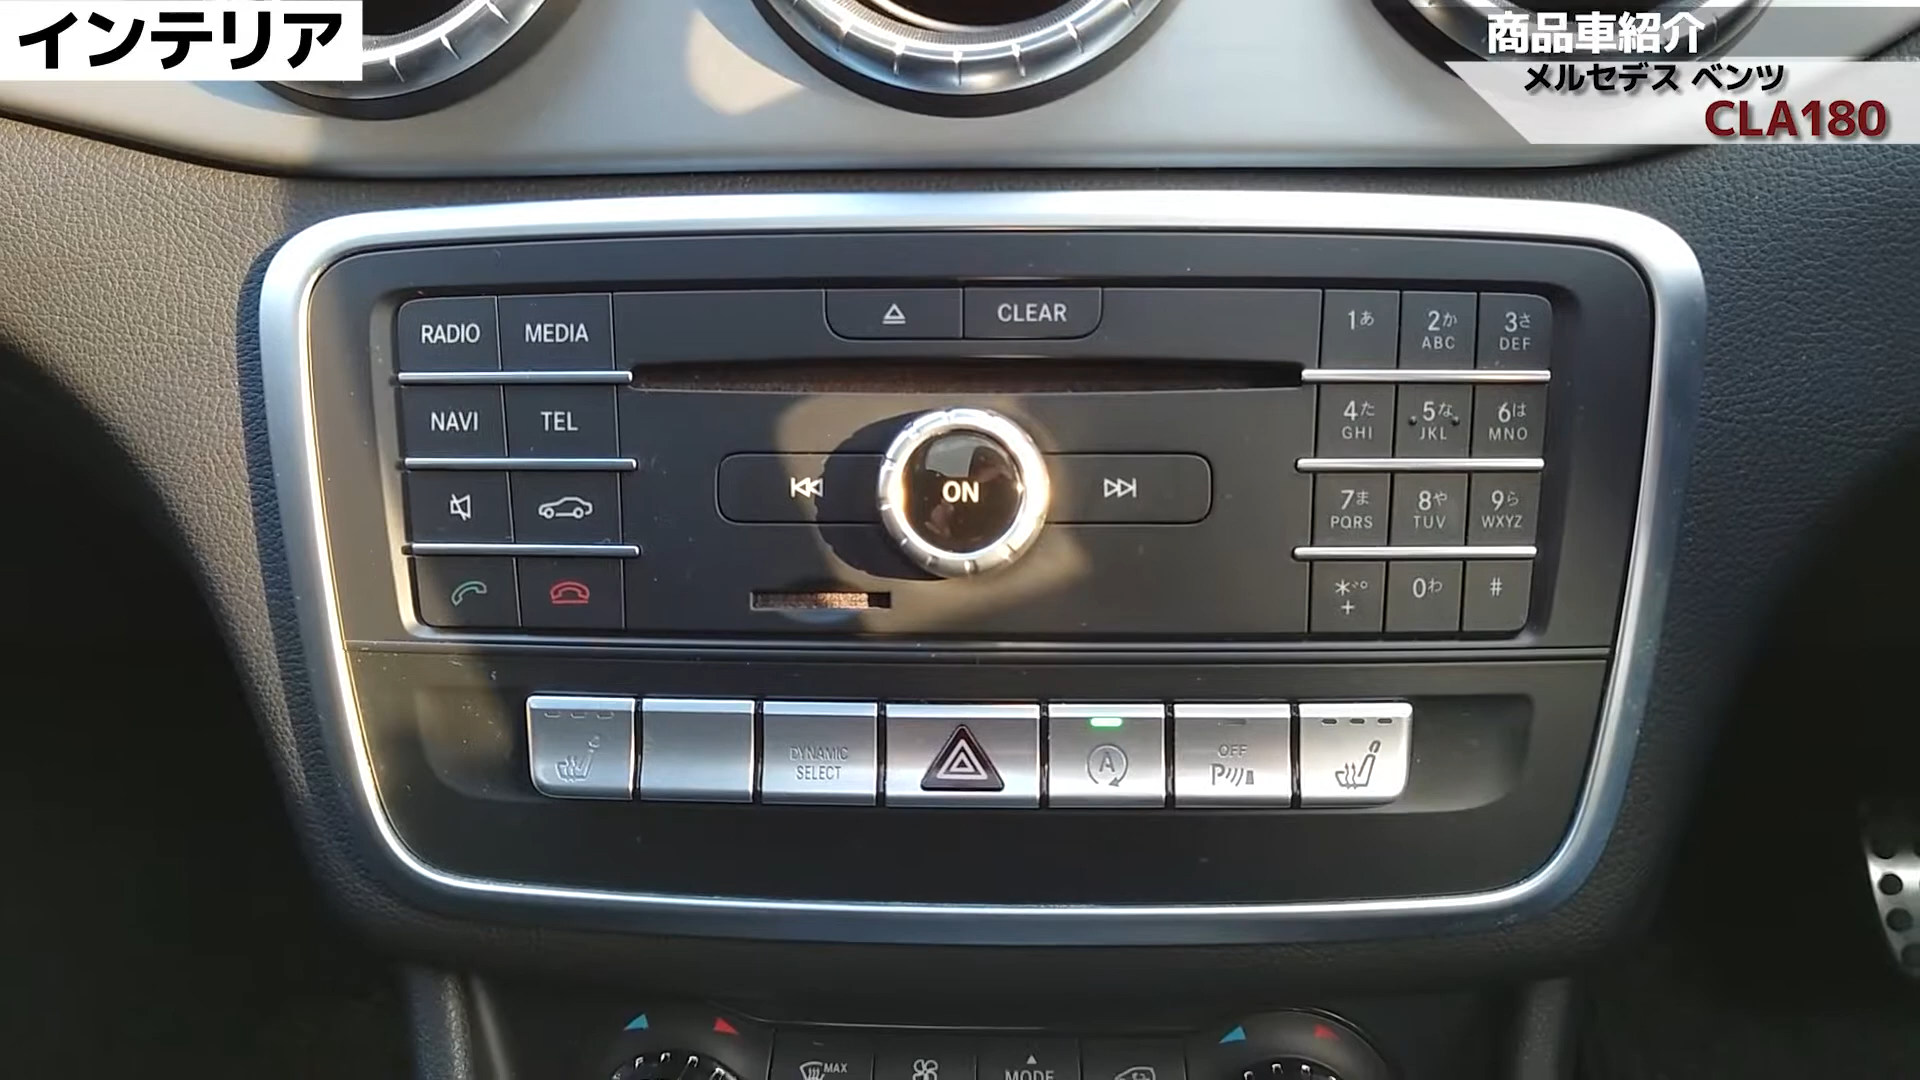 インテリア
商品車紹介
メルセデス ベンツ
CLA180
RADIO
MEDIA
CLEAR
1あ
2か
ABC
3さ
DEF
NAVI
TEL
4た
GHI
5な
JKL
6は
MNO
ON
7ま
PQRS
8や
TUV
9ら
WXYZ
*゛゜
+
0わ
#
DYNAMIC
SELECT
A
OFF
P
MAX
MODE